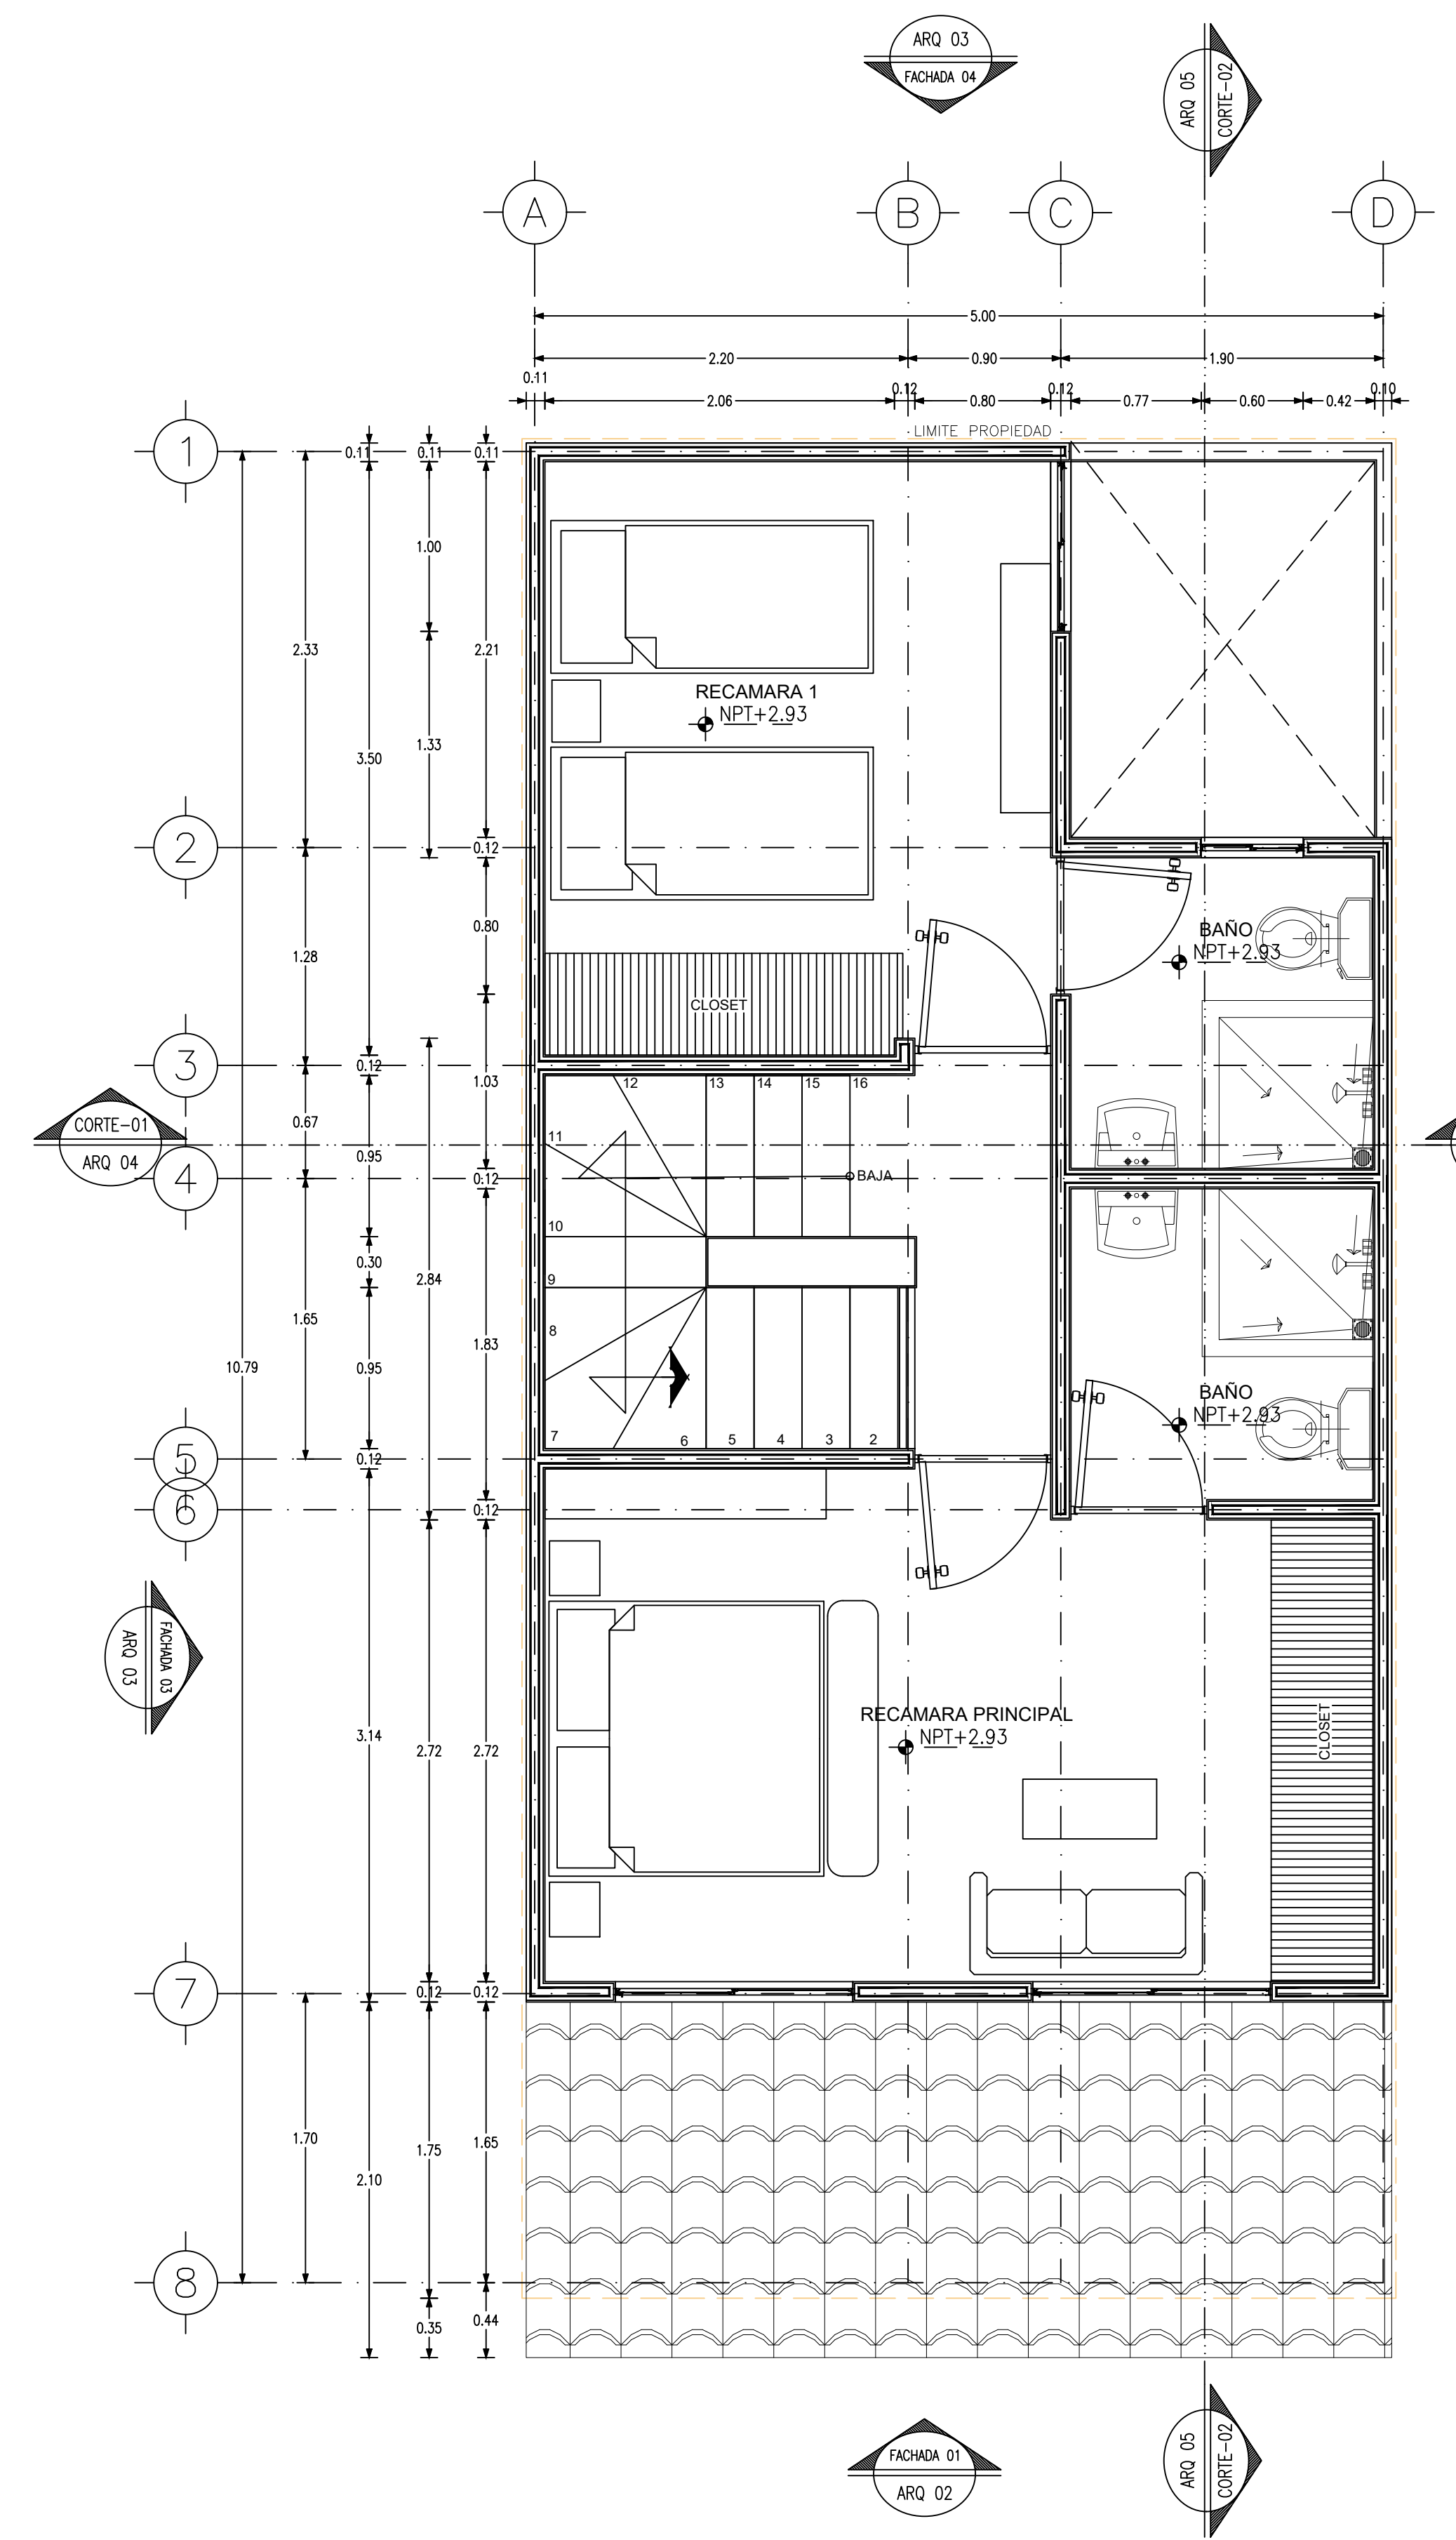 ARQ 03
FACHADA 04
ARQ 05
CORTE-02
A
B
C
D
5.00
2.20
0.90
1.90
0.11
0.12
0.12
0.10
2.06
0.80
0.77
0.60
0.42
LIMITE PROPIEDAD
1
0.11
0.11
0.11
1.00
2.33
2.21
RECAMARA 1
NPT+2.93
1.33
3.50
2
0.12
0.80
BAÑO
NPT+2.93
1.28
CLOSET
3
0.12
1.03
12
13
14
15
16
CORTE-01
ARQ 04
0.67
11
0.95
4
0.12
BAJA
10
0.30
2.84
9
1.65
8
1.83
10.79
0.95
BAÑO
NPT+2.93
7
6
5
4
3
2
5
0.12
6
0.12
FACHADA 03
ARQ 03
RECAMARA PRINCIPAL
NPT+2.93
CLOSET
3.14
2.72
2.72
7
0.12
0.12
1.70
1.75
1.65
2.10
8
0.35
0.44
FACHADA 01
ARQ 02
ARQ 05
CORTE-02